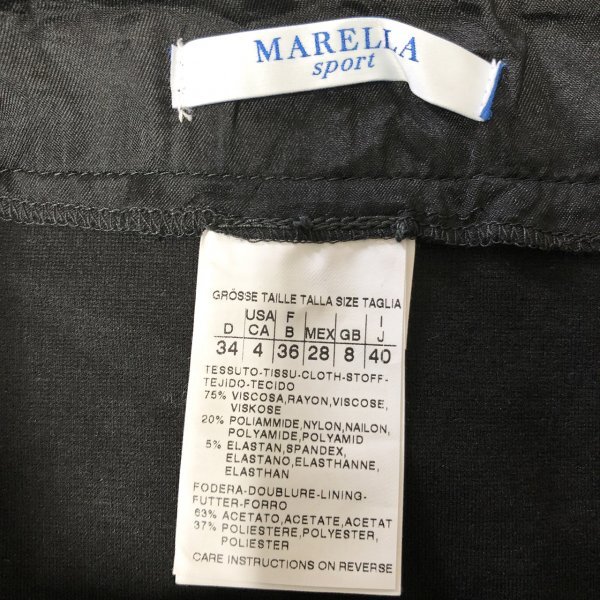 MARELLA
sport
GRÖSSE TAILLE TALLA SIZE TAGLIA
USA F I
D CA B MEX GB J
34 4 36 28 8 40
TESSUTO-TISSU-CLOTH-STOFF-
TEJIDO-TECIDO
75% VISCOSA,RAYON,VISCOSE,
VISKOSE
20% POLIAMMIDE,NYLON,NAILON,
POLYAMIDE,POLYAMID
5% ELASTAN,SPANDEX,
ELASTANO,ELASTHANNE,
ELASTHAN
FODERA-DOUBLURE-LINING-
FUTTER-FORRO
63% ACETATO,ACETATE,ACETAT
37% POLIESTERE,POLYESTER,
POLIESTER
CARE INSTRUCTIONS ON REVERSE